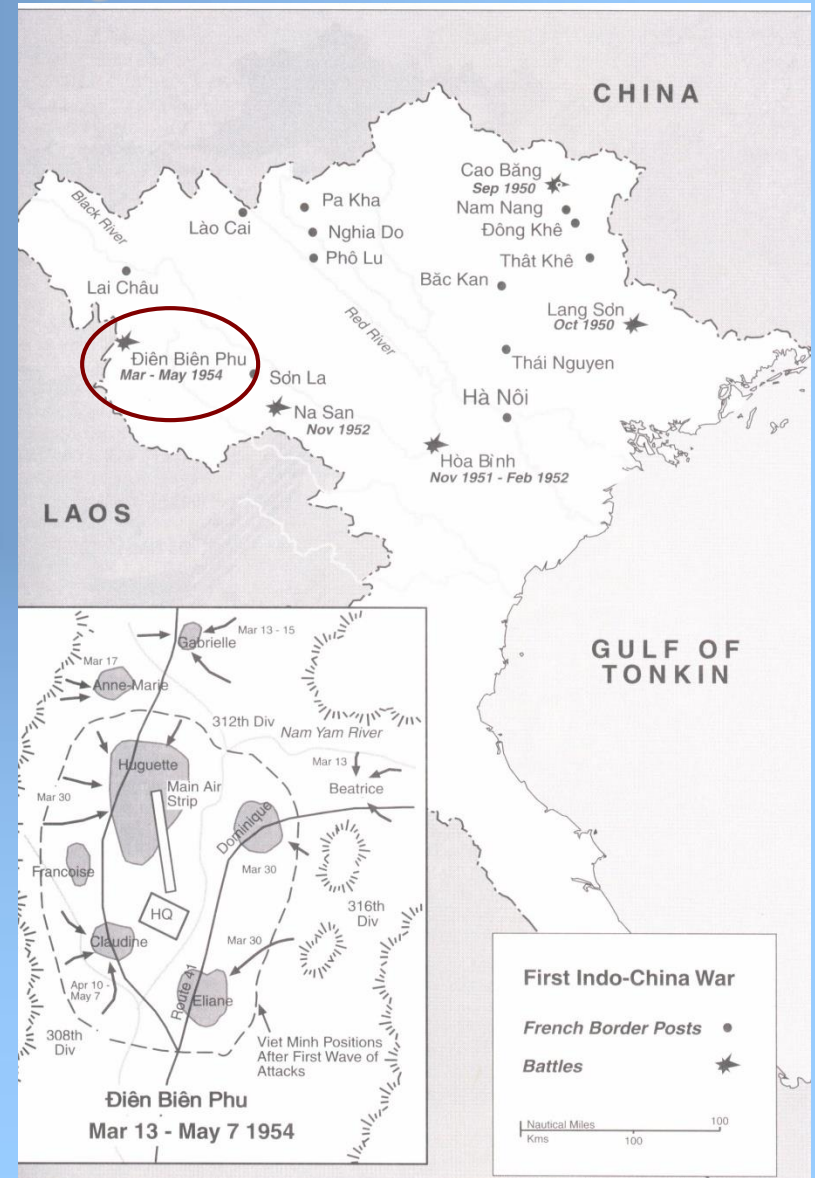 CHINA
Cao Băng
Sep 1950
Pa Kha
Nam Nang
Black River
Lào Cai
Nghia Do
Đông Khê
Phô Lu
Thât Khê
Băc Kan
Lai Châu
Lang Sơn
Oct 1950
Red River
Điên Biên Phu
Mar - May 1954
Thái Nguyen
Sơn La
Hà Nôi
Na San
Nov 1952
Hòa Bình
Nov 1951 - Feb 1952
LAOS
GULF OF
TONKIN
Gabrielle
Mar 13 - 15
Mar 17
Anne-Marie
312th Div
Nam Yam River
Huguette
Mar 13
Main Air
Strip
Beatrice
Mar 30
Dominique
Mar 30
Francoise
316th
Div
HQ
Claudine
Mar 30
Route 41
Eliane
Apr 10 -
May 7
308th
Div
Viet Minh Positions
After First Wave of
Attacks
Điên Biên Phu
Mar 13 - May 7 1954
First Indo-China War
French Border Posts
Battles
Nautical Miles 100
Kms 100